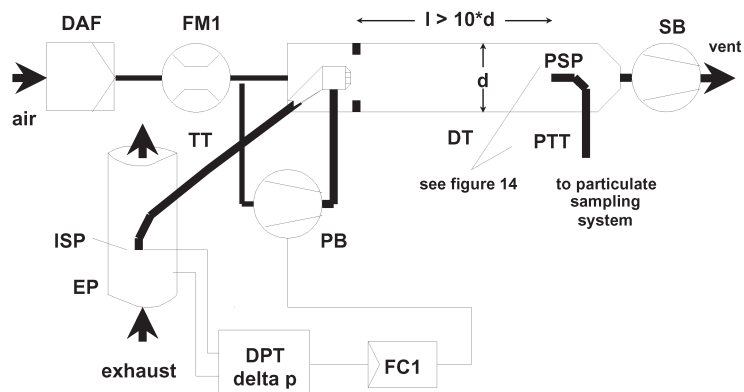 DAF
FM1
l > 10*d
SB
vent
air
d
PSP
TT
DT
PTT
see figure 14
to particulate
sampling
system
ISP
PB
EP
exhaust
DPT
delta p
FC1